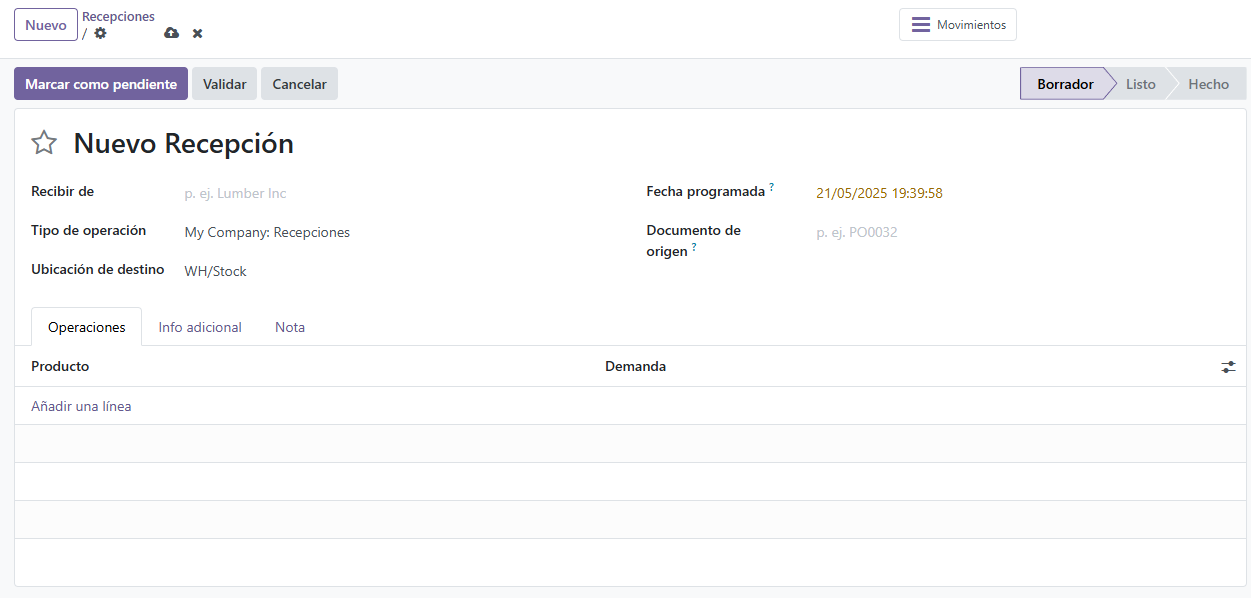 Nuevo
Recepciones
/
Movimientos
Marcar como pendiente
Validar
Cancelar
Borrador
Listo
Hecho
Nuevo Recepción
Recibir de
p. ej. Lumber Inc
Fecha programada ?
21/05/2025 19:39:58
Tipo de operación
My Company: Recepciones
Documento de
origen ?
p. ej. PO0032
Ubicación de destino
WH/Stock
Operaciones
Info adicional
Nota
Producto
Demanda
Añadir una línea